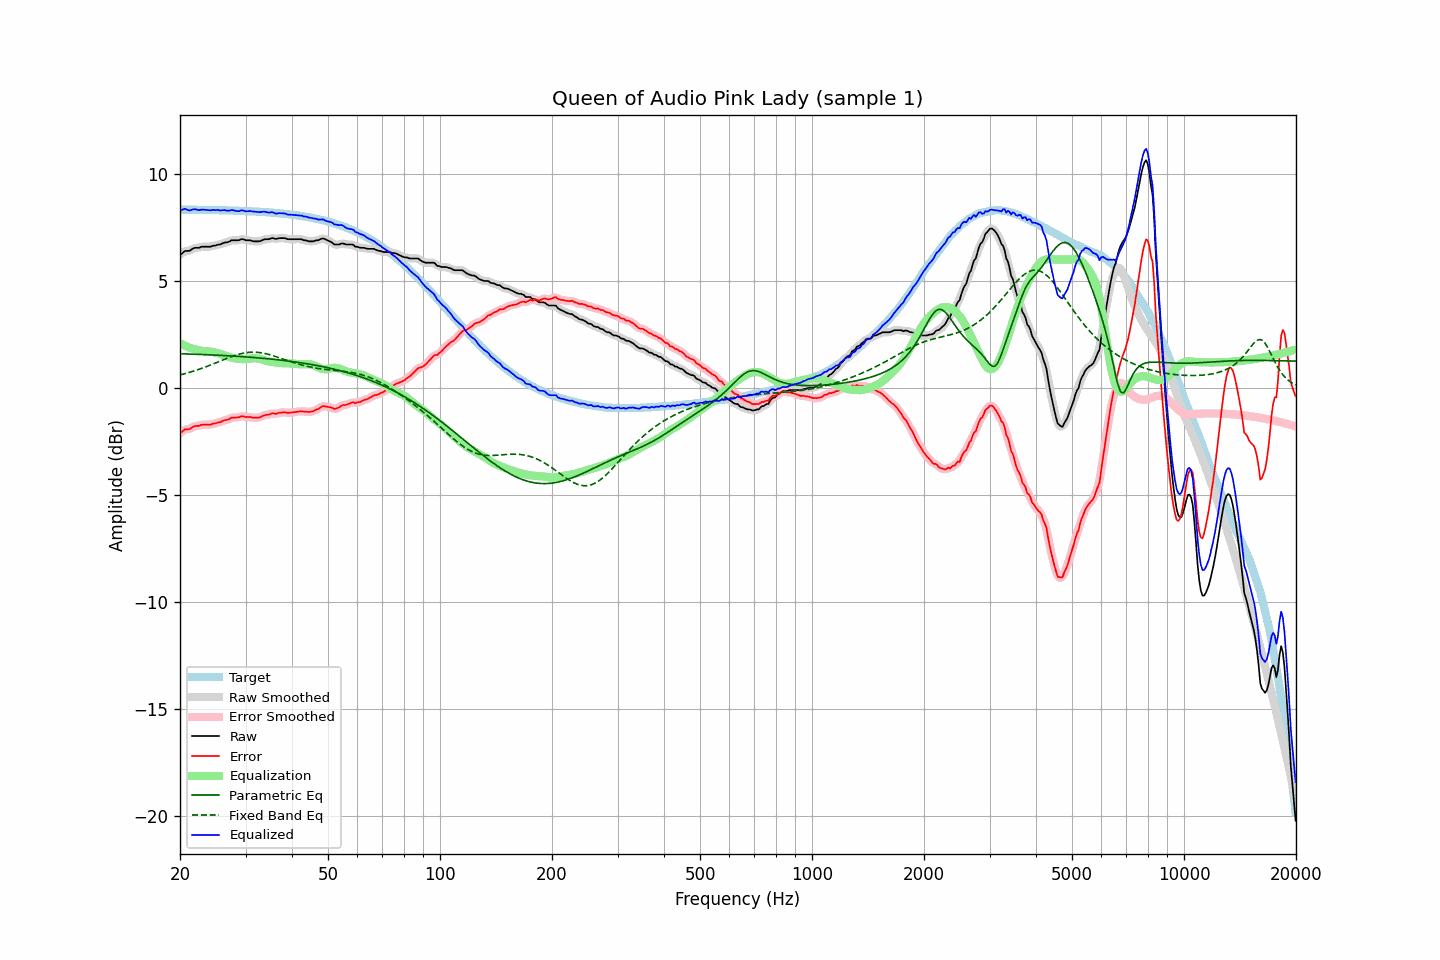 Queen of Audio Pink Lady (sample 1)
Amplitude (dBr)
10
5
0
−5
−10
−15
−20
Target
Raw Smoothed
Error Smoothed
Raw
Error
Equalization
Parametric Eq
Fixed Band Eq
Equalized
20 50 100 200 500 1000 2000 5000 10000 20000
Frequency (Hz)